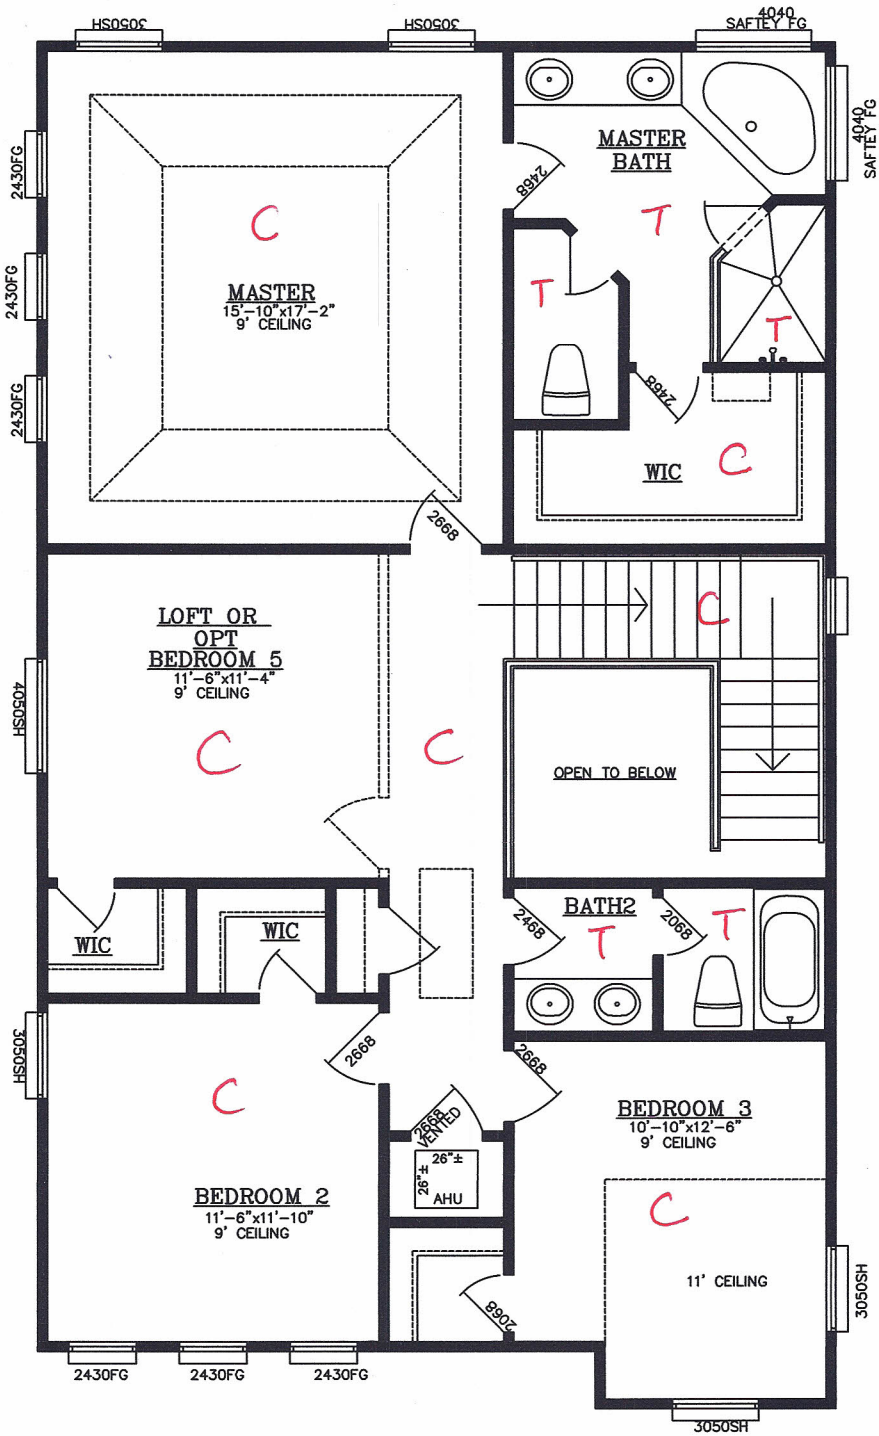 3050SH
3050SH
4040
SAFTEY FG
4040
SAFTEY FG
2430FG
2430FG
2430FG
MASTER
BATH
2468
C
T
T
T
MASTER
15'-10"x17'-2"
9' CEILING
2468
WIC
C
2668
LOFT OR
OPT
BEDROOM 5
11'-6"x11'-4"
9' CEILING
C
C
C
4050SH
OPEN TO BELOW
WIC
WIC
2468
BATH2
T
2068
T
3050SH
2668
2668
C
BEDROOM 2
11'-6"x11'-10"
9' CEILING
2668
VENTED
26"±
26"±
AHU
BEDROOM 3
10'-10"x12'-6"
9' CEILING
C
11' CEILING
2068
3050SH
2430FG
2430FG
2430FG
3050SH